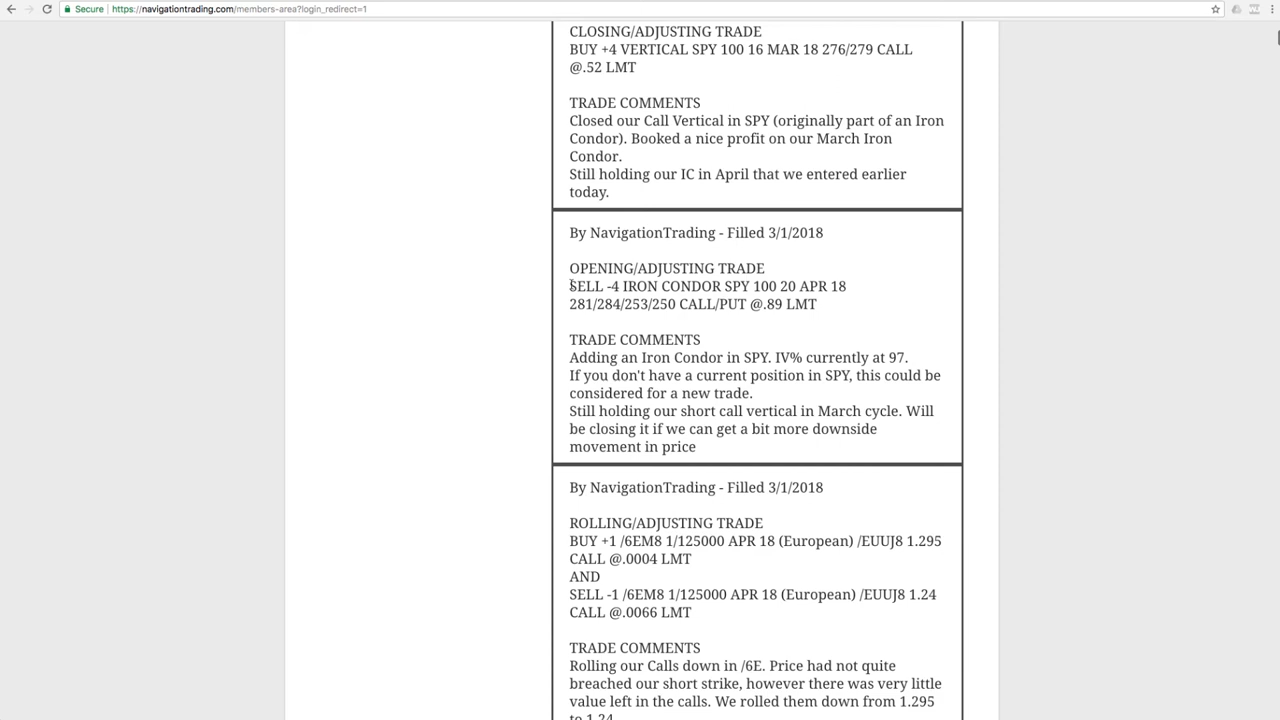 Secure
https://navigationtrading.com/members-area?login_redirect=1
CLOSING/ADJUSTING TRADE
BUY +4 VERTICAL SPY 100 16 MAR 18 276/279 CALL
@.52 LMT
TRADE COMMENTS
Closed our Call Vertical in SPY (originally part of an Iron
Condor). Booked a nice profit on our March Iron
Condor.
Still holding our IC in April that we entered earlier
today.
By NavigationTrading - Filled 3/1/2018
OPENING/ADJUSTING TRADE
SELL -4 IRON CONDOR SPY 100 20 APR 18
281/284/253/250 CALL/PUT @.89 LMT
TRADE COMMENTS
Adding an Iron Condor in SPY. IV% currently at 97.
If you don't have a current position in SPY, this could be
considered for a new trade.
Still holding our short call vertical in March cycle. Will
be closing it if we can get a bit more downside
movement in price
By NavigationTrading - Filled 3/1/2018
ROLLING/ADJUSTING TRADE
BUY +1 /6EM8 1/125000 APR 18 (European) /EUUJ8 1.295
CALL @.0004 LMT
AND
SELL -1 /6EM8 1/125000 APR 18 (European) /EUUJ8 1.24
CALL @.0066 LMT
TRADE COMMENTS
Rolling our Calls down in /6E. Price had not quite
breached our short strike, however there was very little
value left in the calls. We rolled them down from 1.295
to 1.24.